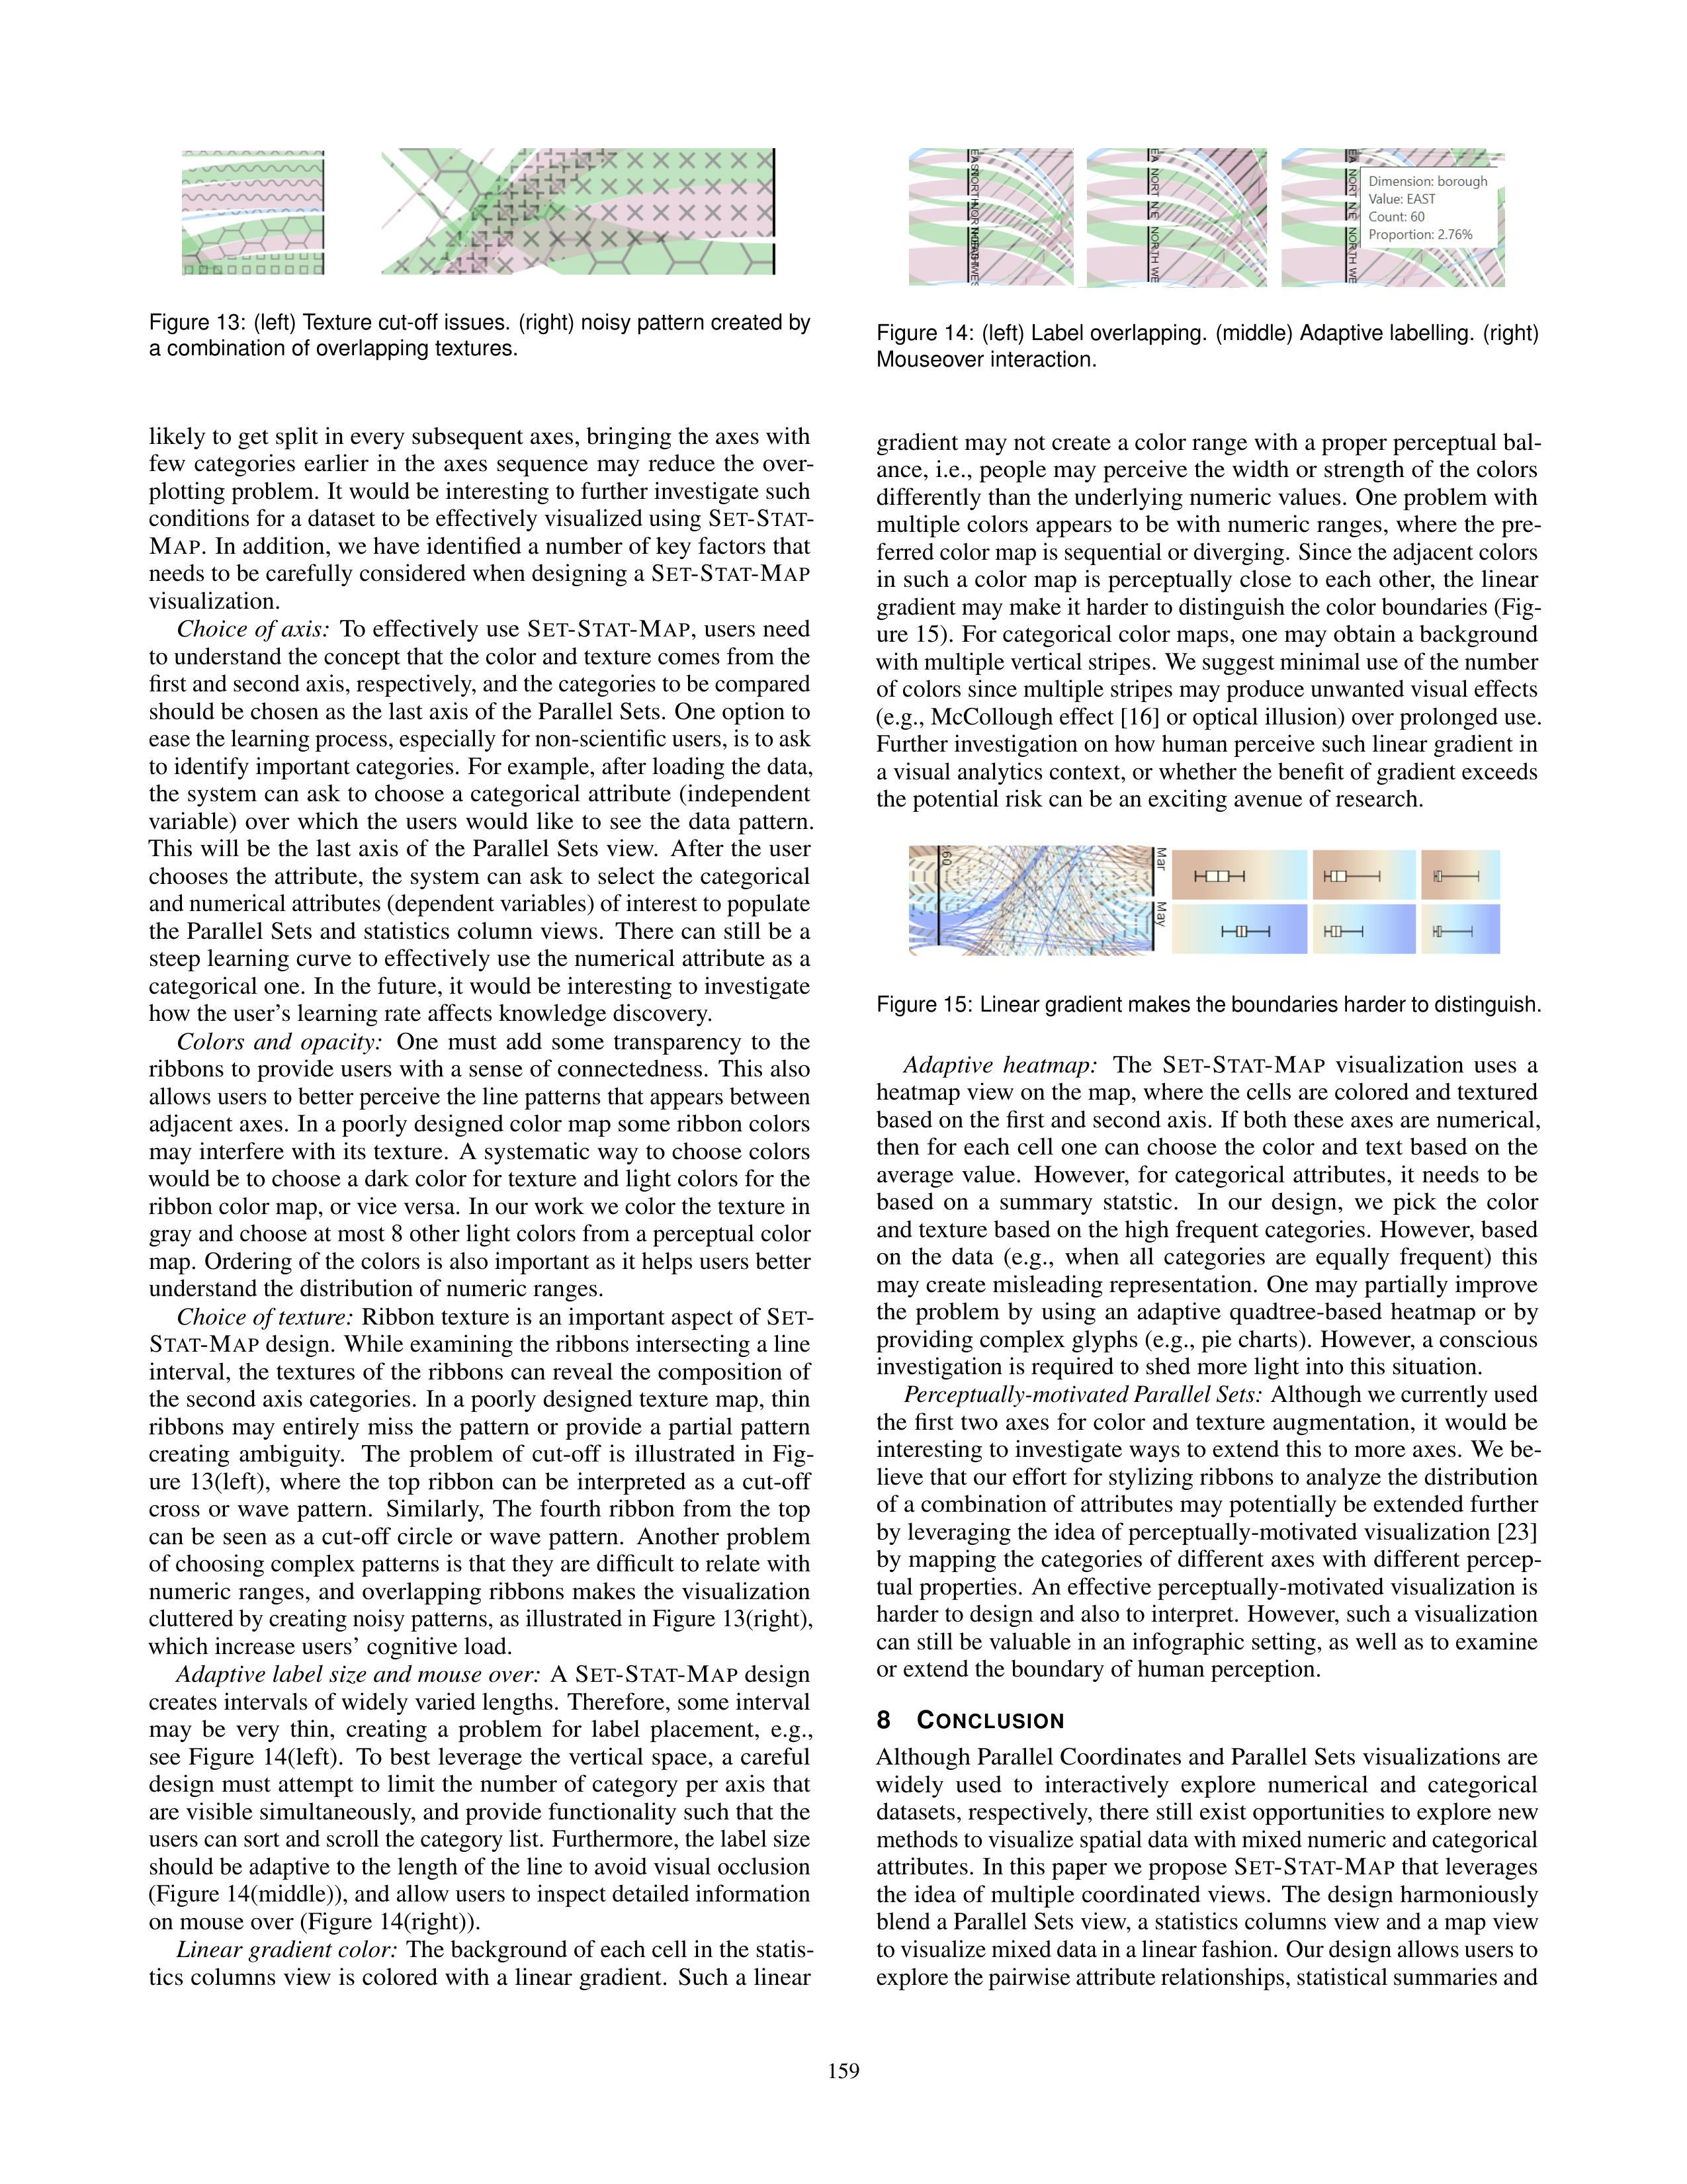 Figure 13: (left) Texture cut-off issues. (right) noisy pattern created by
a combination of overlapping textures.
likely to get split in every subsequent axes, bringing the axes with
few categories earlier in the axes sequence may reduce the over-
plotting problem. It would be interesting to further investigate such
conditions for a dataset to be effectively visualized using SET-STAT-
MAP. In addition, we have identified a number of key factors that
needs to be carefully considered when designing a SET-STAT-MAP
visualization.
Choice of axis: To effectively use SET-STAT-MAP, users need
to understand the concept that the color and texture comes from the
first and second axis, respectively, and the categories to be compared
should be chosen as the last axis of the Parallel Sets. One option to
ease the learning process, especially for non-scientific users, is to ask
to identify important categories. For example, after loading the data,
the system can ask to choose a categorical attribute (independent
variable) over which the users would like to see the data pattern.
This will be the last axis of the Parallel Sets view. After the user
chooses the attribute, the system can ask to select the categorical
and numerical attributes (dependent variables) of interest to populate
the Parallel Sets and statistics column views. There can still be a
steep learning curve to effectively use the numerical attribute as a
categorical one. In the future, it would be interesting to investigate
how the user's learning rate affects knowledge discovery.
Colors and opacity: One must add some transparency to the
ribbons to provide users with a sense of connectedness. This also
allows users to better perceive the line patterns that appears between
adjacent axes. In a poorly designed color map some ribbon colors
may interfere with its texture. A systematic way to choose colors
would be to choose a dark color for texture and light colors for the
ribbon color map, or vice versa. In our work we color the texture in
gray and choose at most 8 other light colors from a perceptual color
map. Ordering of the colors is also important as it helps users better
understand the distribution of numeric ranges.
Choice of texture: Ribbon texture is an important aspect of SET-
STAT-MAP design. While examining the ribbons intersecting a line
interval, the textures of the ribbons can reveal the composition of
the second axis categories. In a poorly designed texture map, thin
ribbons may entirely miss the pattern or provide a partial pattern
creating ambiguity. The problem of cut-off is illustrated in Fig-
ure 13(left), where the top ribbon can be interpreted as a cut-off
cross or wave pattern. Similarly, The fourth ribbon from the top
can be seen as a cut-off circle or wave pattern. Another problem
of choosing complex patterns is that they are difficult to relate with
numeric ranges, and overlapping ribbons makes the visualization
cluttered by creating noisy patterns, as illustrated in Figure 13(right),
which increase users' cognitive load.
Adaptive label size and mouse over: A SET-STAT-MAP design
creates intervals of widely varied lengths. Therefore, some interval
may be very thin, creating a problem for label placement, e.g.,
see Figure 14(left). To best leverage the vertical space, a careful
design must attempt to limit the number of category per axis that
are visible simultaneously, and provide functionality such that the
users can sort and scroll the category list. Furthermore, the label size
should be adaptive to the length of the line to avoid visual occlusion
(Figure 14(middle)), and allow users to inspect detailed information
on mouse over (Figure 14(right)).
Linear gradient color: The background of each cell in the statis-
tics columns view is colored with a linear gradient. Such a linear
EA
NORT
N E
NORTH WE
EA
NORT
N E
NORTH WE
Dimension: borough
Value: EAST
Count: 60
Proportion: 2.76%
Figure 14: (left) Label overlapping. (middle) Adaptive labelling. (right)
Mouseover interaction.
gradient may not create a color range with a proper perceptual bal-
ance, i.e., people may perceive the width or strength of the colors
differently than the underlying numeric values. One problem with
multiple colors appears to be with numeric ranges, where the pre-
ferred color map is sequential or diverging. Since the adjacent colors
in such a color map is perceptually close to each other, the linear
gradient may make it harder to distinguish the color boundaries (Fig-
ure 15). For categorical color maps, one may obtain a background
with multiple vertical stripes. We suggest minimal use of the number
of colors since multiple stripes may produce unwanted visual effects
(e.g., McCollough effect [16] or optical illusion) over prolonged use.
Further investigation on how human perceive such linear gradient in
a visual analytics context, or whether the benefit of gradient exceeds
the potential risk can be an exciting avenue of research.
Mar
May
Figure 15: Linear gradient makes the boundaries harder to distinguish.
Adaptive heatmap: The SET-STAT-MAP visualization uses a
heatmap view on the map, where the cells are colored and textured
based on the first and second axis. If both these axes are numerical,
then for each cell one can choose the color and text based on the
average value. However, for categorical attributes, it needs to be
based on a summary statstic. In our design, we pick the color
and texture based on the high frequent categories. However, based
on the data (e.g., when all categories are equally frequent) this
may create misleading representation. One may partially improve
the problem by using an adaptive quadtree-based heatmap or by
providing complex glyphs (e.g., pie charts). However, a conscious
investigation is required to shed more light into this situation.
Perceptually-motivated Parallel Sets: Although we currently used
the first two axes for color and texture augmentation, it would be
interesting to investigate ways to extend this to more axes. We be-
lieve that our effort for stylizing ribbons to analyze the distribution
of a combination of attributes may potentially be extended further
by leveraging the idea of perceptually-motivated visualization [23]
by mapping the categories of different axes with different percep-
tual properties. An effective perceptually-motivated visualization is
harder to design and also to interpret. However, such a visualization
can still be valuable in an infographic setting, as well as to examine
or extend the boundary of human perception.
8 CONCLUSION
Although Parallel Coordinates and Parallel Sets visualizations are
widely used to interactively explore numerical and categorical
datasets, respectively, there still exist opportunities to explore new
methods to visualize spatial data with mixed numeric and categorical
attributes. In this paper we propose SET-STAT-MAP that leverages
the idea of multiple coordinated views. The design harmoniously
blend a Parallel Sets view, a statistics columns view and a map view
to visualize mixed data in a linear fashion. Our design allows users to
explore the pairwise attribute relationships, statistical summaries and
159